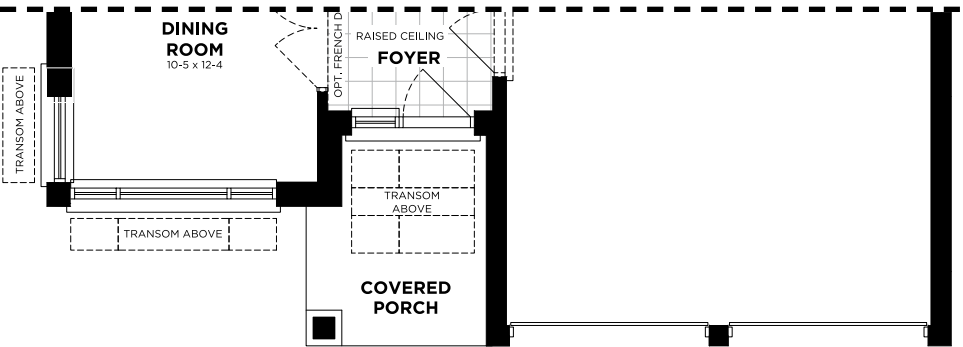 DINING
ROOM
10-5 x 12-4
OPT. FRENCH D
RAISED CEILING
FOYER
TRANSOM ABOVE
TRANSOM
ABOVE
TRANSOM ABOVE
COVERED
PORCH